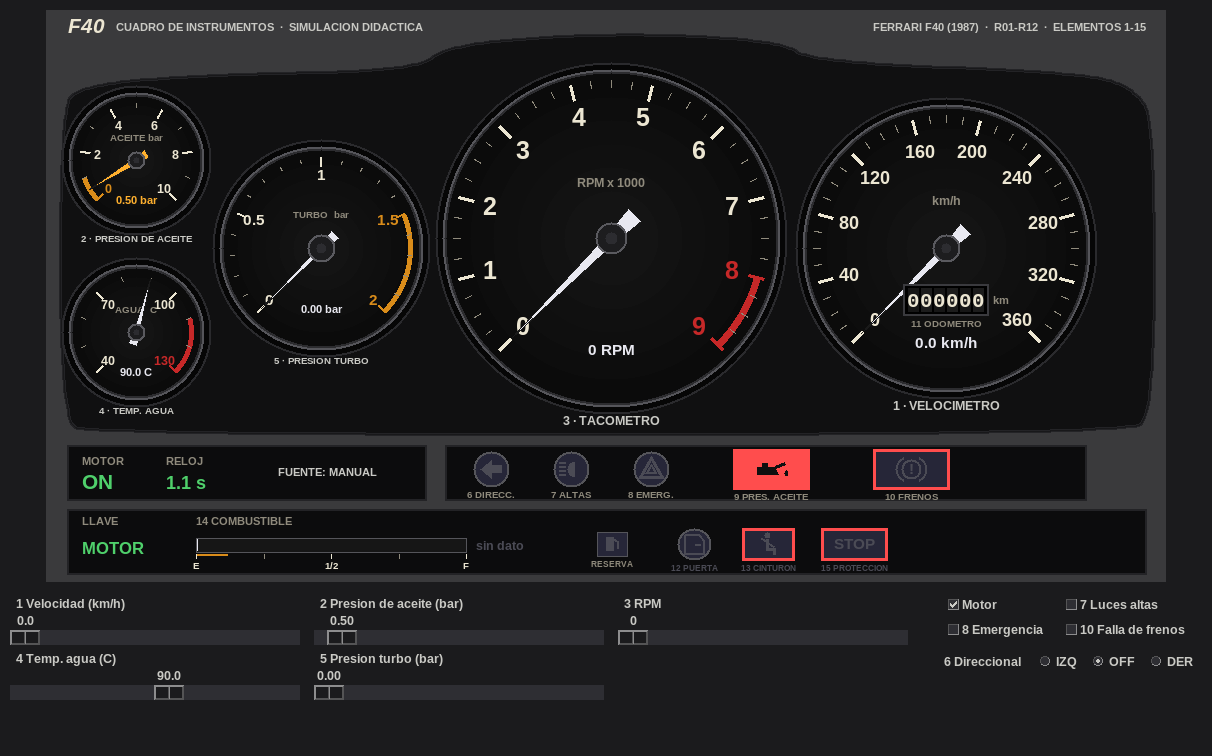 F40 CUADRO DE INSTRUMENTOS · SIMULACION DIDACTICA
FERRARI F40 (1987) · R01-R12 · ELEMENTOS 1-15
0 2 4 6 8 10
ACEITE bar
0.50 bar
2 · PRESION DE ACEITE
40 70 100 130
AGUA C
90.0 C
4 · TEMP. AGUA
0 0.5 1 1.5 2
TURBO bar
0.00 bar
5 · PRESION TURBO
0 1 2 3 4 5 6 7 8 9
RPM x 1000
0 RPM
3 · TACOMETRO
0 40 80 120 160 200 240 280 320 360
km/h
000000 km
11 ODOMETRO
0.0 km/h
1 · VELOCIMETRO
MOTOR
ON
RELOJ
1.1 s
FUENTE: MANUAL
6 DIRECC.
7 ALTAS
8 EMERG.
9 PRES. ACEITE
10 FRENOS
LLAVE
MOTOR
14 COMBUSTIBLE
sin dato
E 1/2 F
RESERVA
12 PUERTA
13 CINTURON
STOP
15 PROTECCION
1 Velocidad (km/h)
0.0
2 Presion de aceite (bar)
0.50
3 RPM
0
4 Temp. agua (C)
90.0
5 Presion turbo (bar)
0.00
Motor
7 Luces altas
8 Emergencia
10 Falla de frenos
6 Direccional IZQ OFF DER